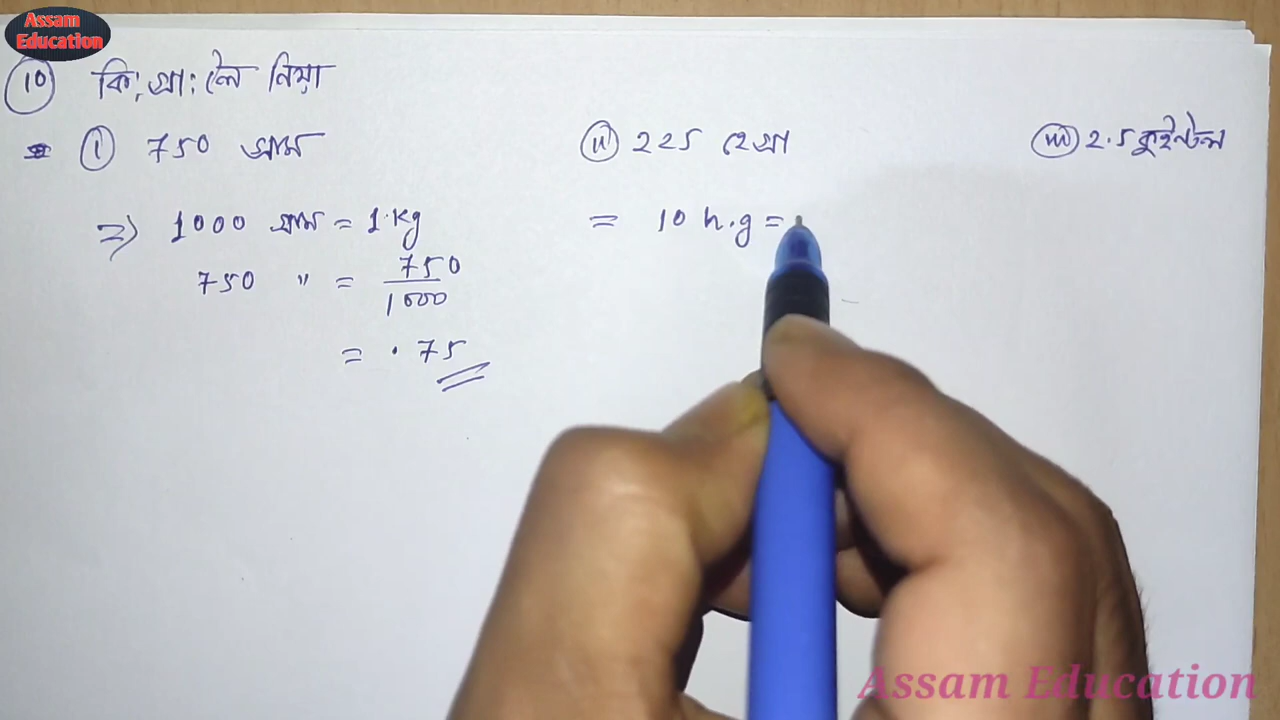 Assam
Education
10 কি.গ্রা: লৈ নিয়া
i 750 গ্ৰাম
ii 225 হেগ্রা
iii 2.5 কুইন্টল
⇒ 1000 গ্ৰাম = 1.Kg
750 " = 750/1000
= .75
= 10 h.g =
Assam Education